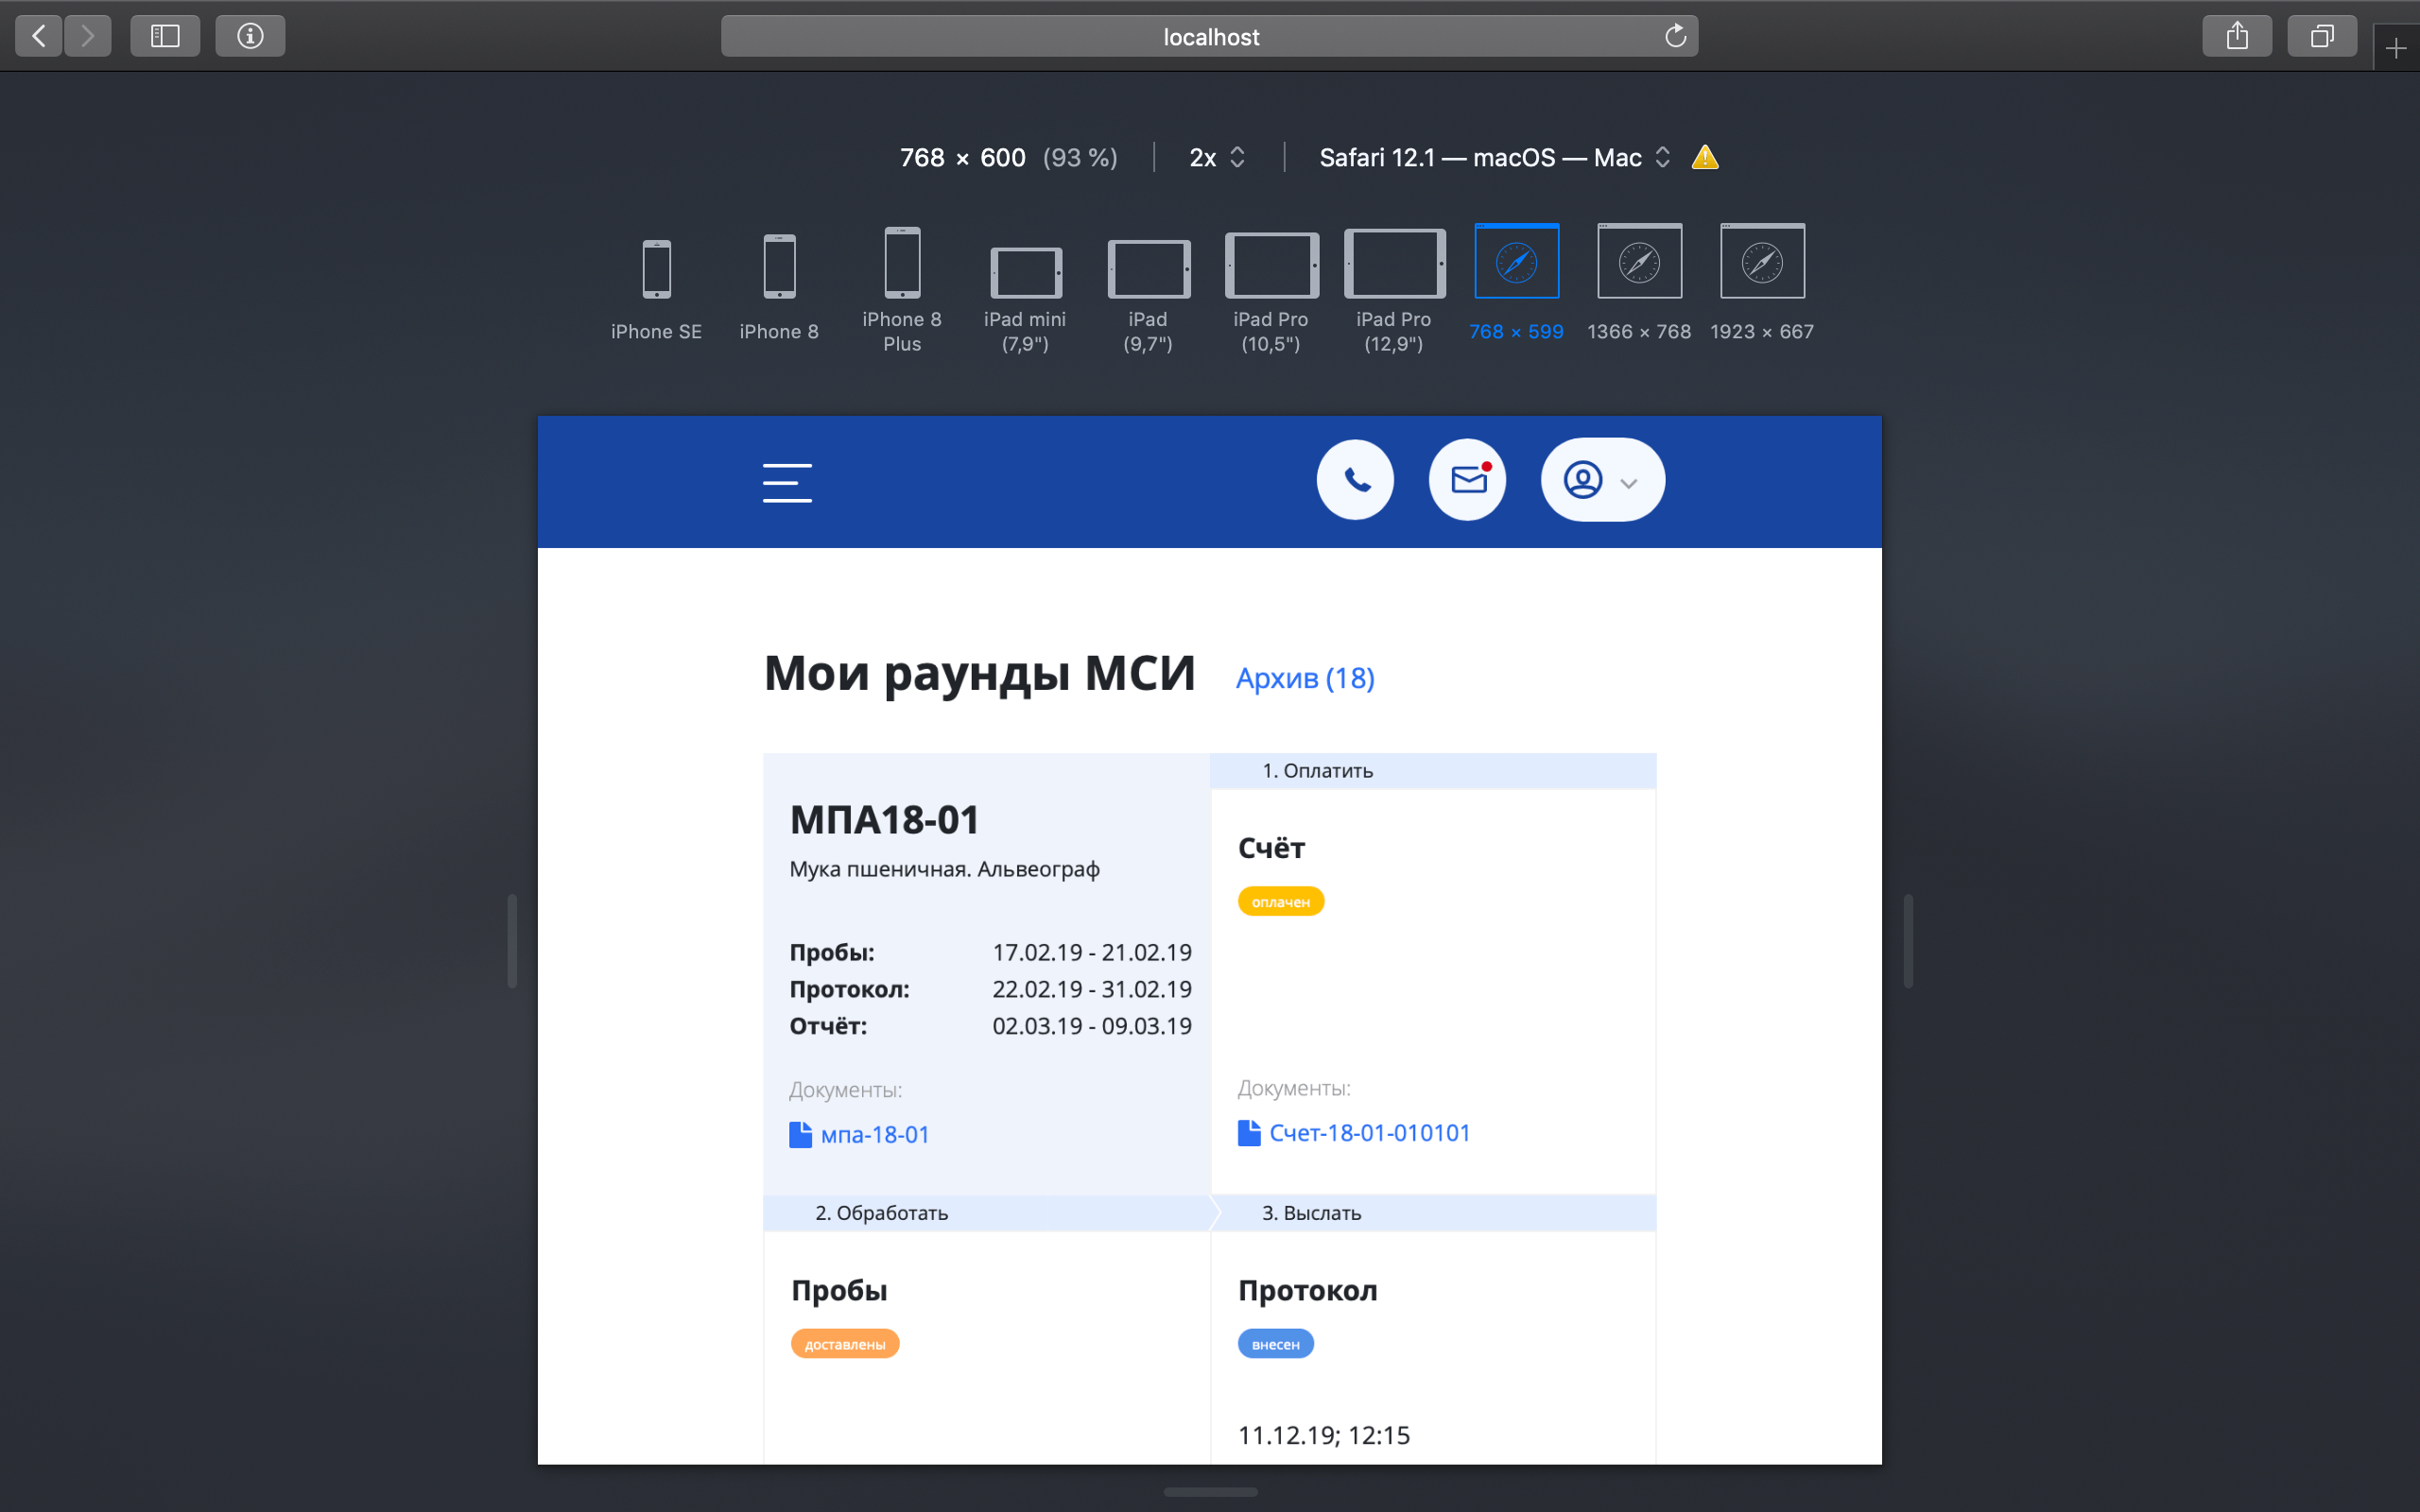 localhost
768 × 600 (93 %)
2x
Safari 12.1 — macOS — Mac
iPhone SE
iPhone 8
iPhone 8
Plus
iPad mini
(7,9")
iPad
(9,7")
iPad Pro
(10,5")
iPad Pro
(12,9")
768 × 599
1366 × 768
1923 × 667
Мои раунды МСИ
Архив (18)
МПА18-01
Мука пшеничная. Альвеограф
Пробы: 17.02.19 - 21.02.19
Протокол: 22.02.19 - 31.02.19
Отчёт: 02.03.19 - 09.03.19
Документы:
мпа-18-01
1. Оплатить
Счёт
оплачен
Документы:
Счет-18-01-010101
2. Обработать
Пробы
доставлены
3. Выслать
Протокол
внесен
11.12.19; 12:15